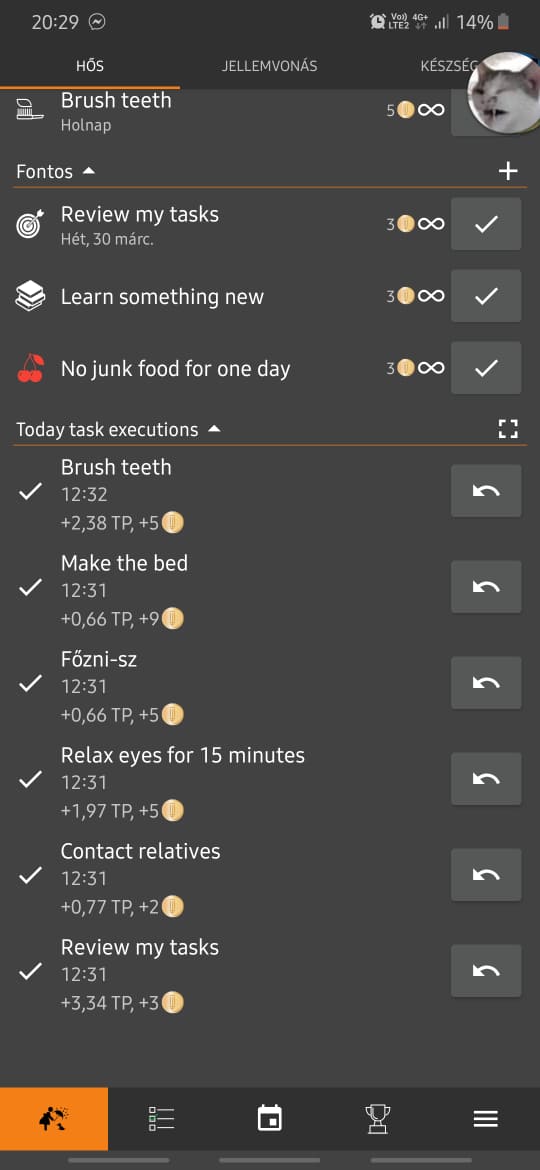 20:29
Vo))
LTE2
4G+
14%
HŐS
JELLEMVONÁS
KÉSZSÉG
Brush teeth
Holnap
5
Fontos
Review my tasks
Hét, 30 márc.
3
Learn something new
3
No junk food for one day
3
Today task executions
Brush teeth
12:32
+2,38 TP, +5
Make the bed
12:31
+0,66 TP, +9
Főzni-sz
12:31
+0,66 TP, +5
Relax eyes for 15 minutes
12:31
+1,97 TP, +5
Contact relatives
12:31
+0,77 TP, +2
Review my tasks
12:31
+3,34 TP, +3